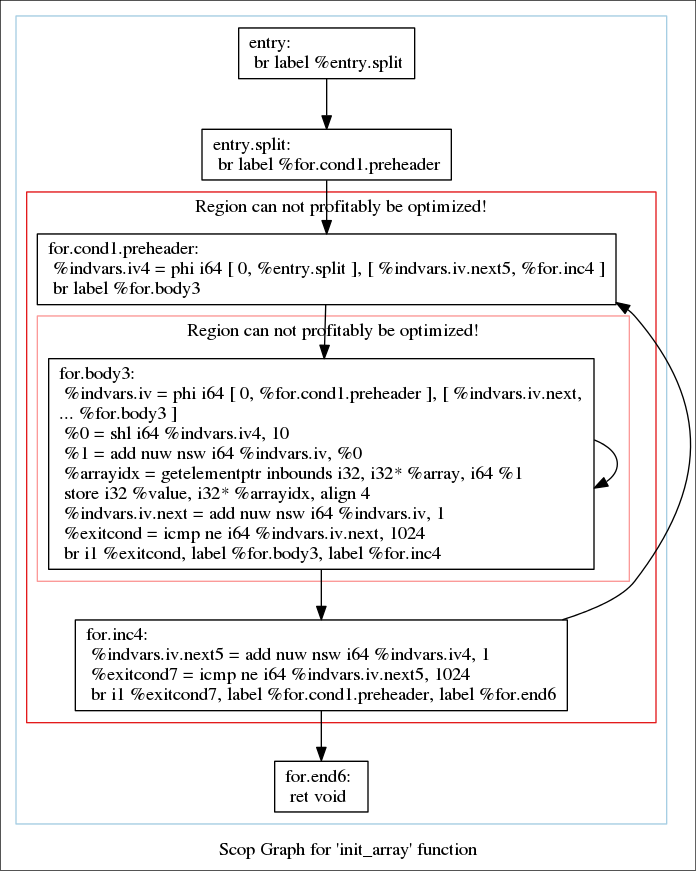 entry:
br label %entry.split
entry.split:
br label %for.cond1.preheader
Region can not profitably be optimized!
for.cond1.preheader:
%indvars.iv4 = phi i64 [ 0, %entry.split ], [ %indvars.iv.next5, %for.inc4 ]
br label %for.body3
Region can not profitably be optimized!
for.body3:
%indvars.iv = phi i64 [ 0, %for.cond1.preheader ], [ %indvars.iv.next,
... %for.body3 ]
%0 = shl i64 %indvars.iv4, 10
%1 = add nuw nsw i64 %indvars.iv, %0
%arrayidx = getelementptr inbounds i32, i32* %array, i64 %1
store i32 %value, i32* %arrayidx, align 4
%indvars.iv.next = add nuw nsw i64 %indvars.iv, 1
%exitcond = icmp ne i64 %indvars.iv.next, 1024
br i1 %exitcond, label %for.body3, label %for.inc4
for.inc4:
%indvars.iv.next5 = add nuw nsw i64 %indvars.iv4, 1
%exitcond7 = icmp ne i64 %indvars.iv.next5, 1024
br i1 %exitcond7, label %for.cond1.preheader, label %for.end6
for.end6:
ret void
Scop Graph for 'init_array' function